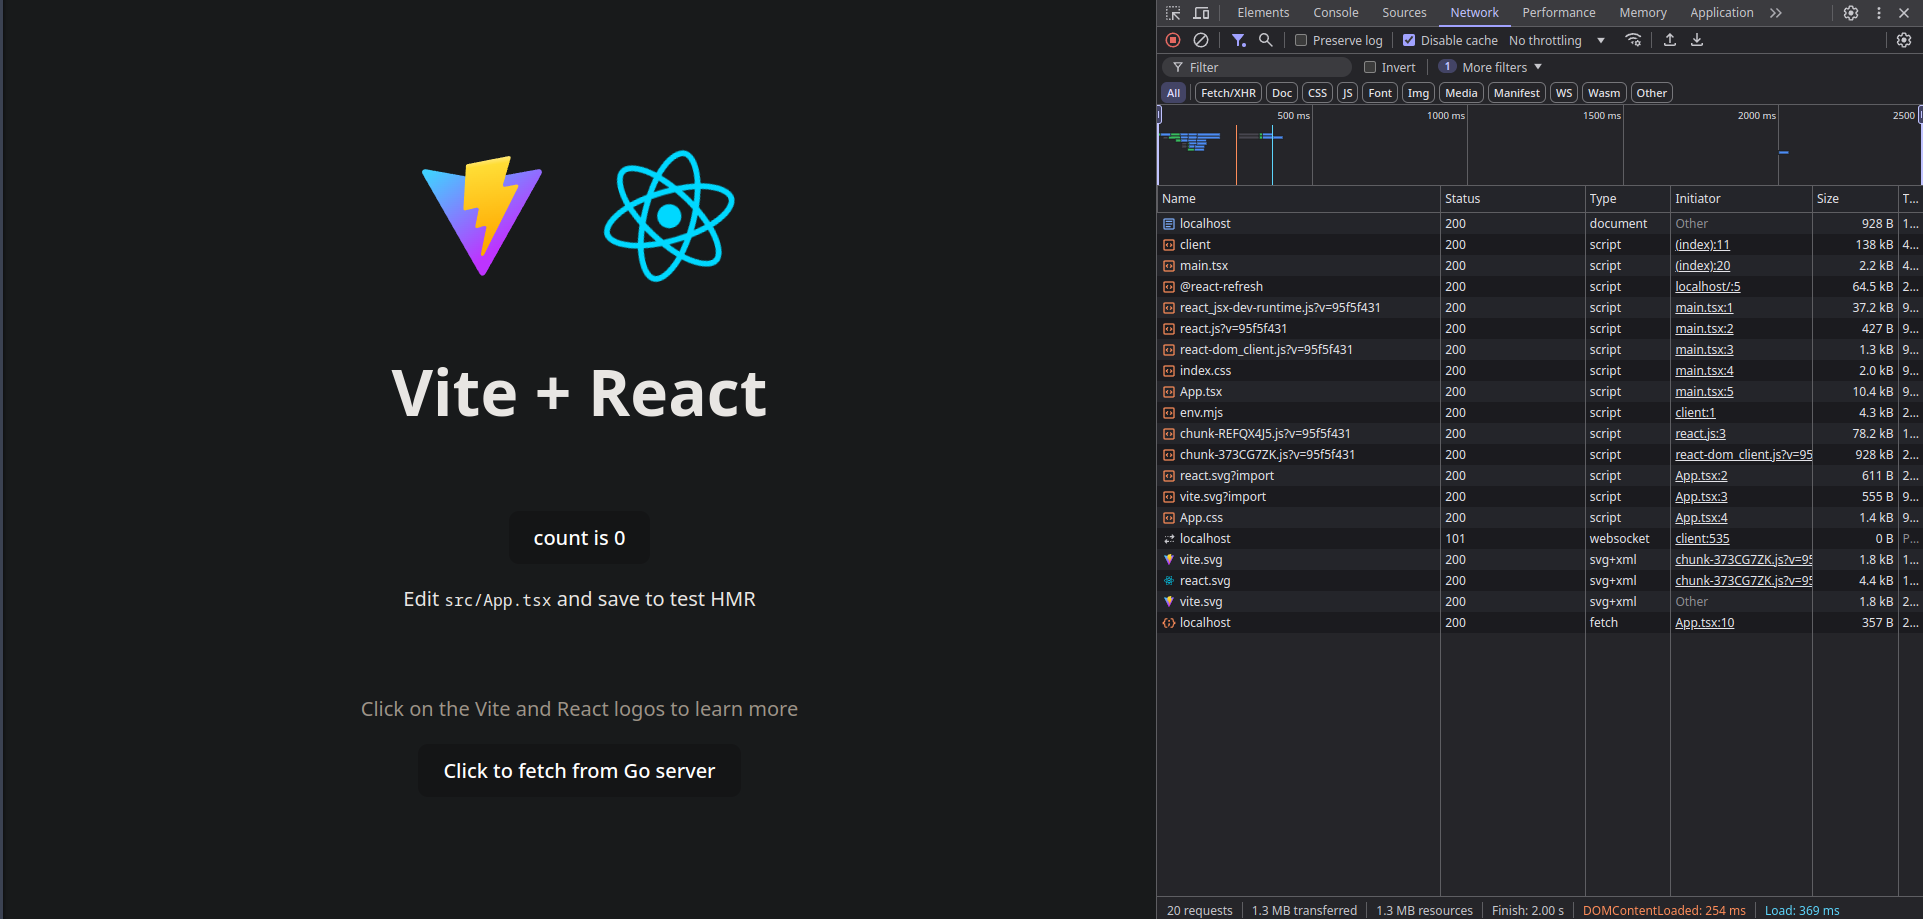 Vite + React
count is 0
Edit src/App.tsx and save to test HMR
Click on the Vite and React logos to learn more
Click to fetch from Go server
Elements Console Sources Network Performance Memory Application
Preserve log Disable cache No throttling
Filter Invert 1 More filters
All Fetch/XHR Doc CSS JS Font Img Media Manifest WS Wasm Other
500 ms 1000 ms 1500 ms 2000 ms 2500
Name Status Type Initiator Size T...
localhost 200 document Other 928 B 1...
client 200 script (index):11 138 kB 4...
main.tsx 200 script (index):20 2.2 kB 4...
@react-refresh 200 script localhost/:5 64.5 kB 2...
react_jsx-dev-runtime.js?v=95f5f431 200 script main.tsx:1 37.2 kB 9...
react.js?v=95f5f431 200 script main.tsx:2 427 B 9...
react-dom_client.js?v=95f5f431 200 script main.tsx:3 1.3 kB 9...
index.css 200 script main.tsx:4 2.0 kB 9...
App.tsx 200 script main.tsx:5 10.4 kB 9...
env.mjs 200 script client:1 4.3 kB 2...
chunk-REFQX4J5.js?v=95f5f431 200 script react.js:3 78.2 kB 1...
chunk-373CG7ZK.js?v=95f5f431 200 script react-dom_client.js?v=95 928 kB 2...
react.svg?import 200 script App.tsx:2 611 B 2...
vite.svg?import 200 script App.tsx:3 555 B 9...
App.css 200 script App.tsx:4 1.4 kB 9...
localhost 101 websocket client:535 0 B P...
vite.svg 200 svg+xml chunk-373CG7ZK.js?v=95 1.8 kB 1...
react.svg 200 svg+xml chunk-373CG7ZK.js?v=95 4.4 kB 1...
vite.svg 200 svg+xml Other 1.8 kB 2...
localhost 200 fetch App.tsx:10 357 B 2...
20 requests 1.3 MB transferred 1.3 MB resources Finish: 2.00 s DOMContentLoaded: 254 ms Load: 369 ms